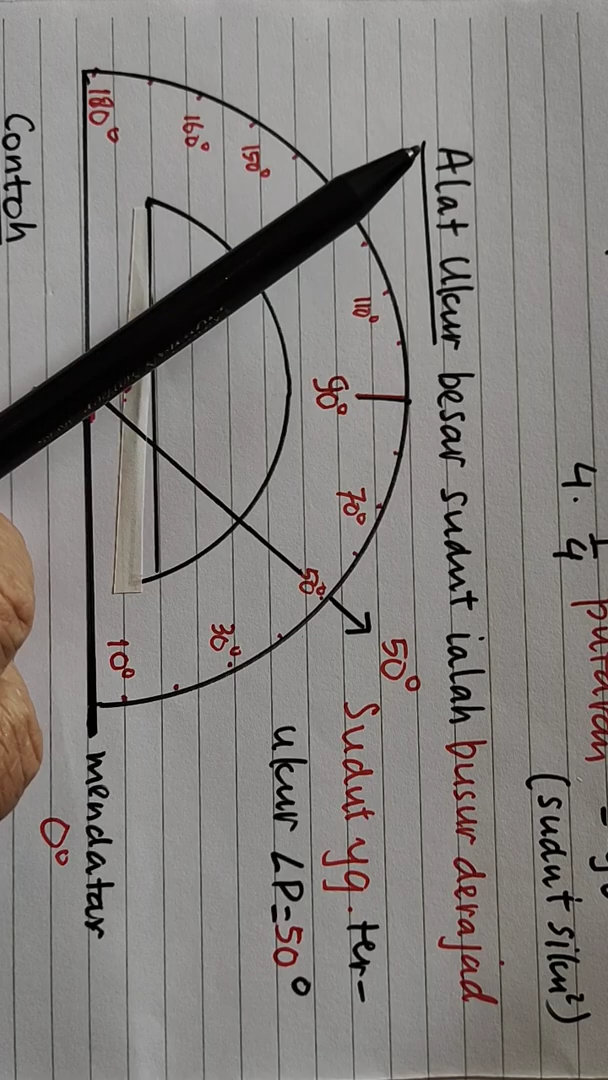 4. 1/4 putaran =
(sudut siku²)
Alat Ukur besar sudut ialah busur derajad
180°
160°
150°
110°
90°
70°
50°
30°
10°
50°
Sudut yg. ter-
ukur ∠P=50°
mendatar
0°
Contoh